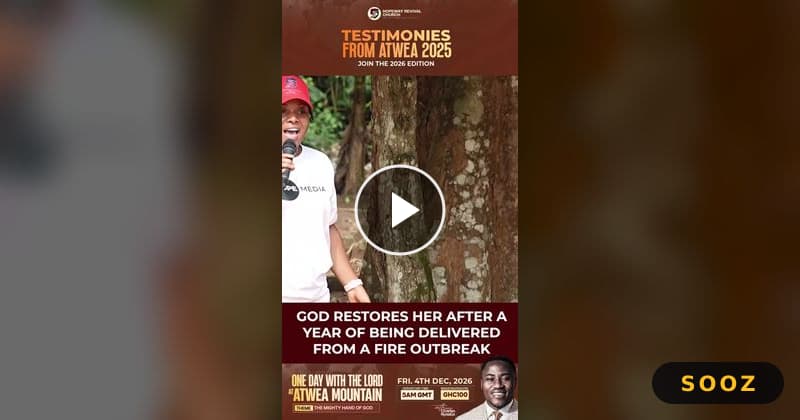 HOPEWAY REVIVAL
CHURCH
TESTIMONIES
FROM ATWEA 2025
JOIN THE 2026 EDITION
MEDIA
GOD RESTORES HER AFTER A
YEAR OF BEING DELIVERED
FROM A FIRE OUTBREAK
ONE DAY WITH THE LORD
AT ATWEA MOUNTAIN
THEME THE MIGHTY HAND OF GOD
FRI. 4TH DEC, 2026
5AM GMT
GHC100
SOOZ